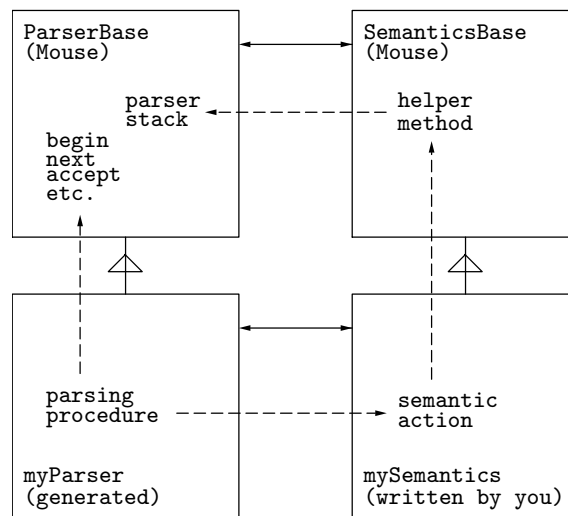 ParserBase
(Mouse)
parser
stack
begin
next
accept
etc.
SemanticsBase
(Mouse)
helper
method
parsing
procedure
myParser
(generated)
semantic
action
mySemantics
(written by you)